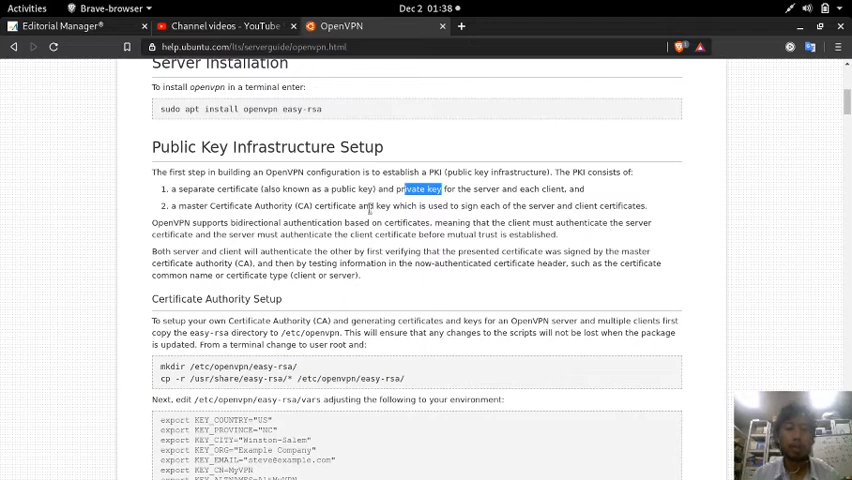 Activities Brave-browser Dec 2 01:38
Editorial Manager® Channel videos - YouTube OpenVPN
help.ubuntu.com/lts/serverguide/openvpn.html
Server Installation
To install openvpn in a terminal enter:
sudo apt install openvpn easy-rsa
Public Key Infrastructure Setup
The first step in building an OpenVPN configuration is to establish a PKI (public key infrastructure). The PKI consists of:
1. a separate certificate (also known as a public key) and private key for the server and each client, and
2. a master Certificate Authority (CA) certificate and key which is used to sign each of the server and client certificates.
OpenVPN supports bidirectional authentication based on certificates, meaning that the client must authenticate the server
certificate and the server must authenticate the client certificate before mutual trust is established.
Both server and client will authenticate the other by first verifying that the presented certificate was signed by the master
certificate authority (CA), and then by testing information in the now-authenticated certificate header, such as the certificate
common name or certificate type (client or server).
Certificate Authority Setup
To setup your own Certificate Authority (CA) and generating certificates and keys for an OpenVPN server and multiple clients first
copy the easy-rsa directory to /etc/openvpn. This will ensure that any changes to the scripts will not be lost when the package
is updated. From a terminal change to user root and:
mkdir /etc/openvpn/easy-rsa/
cp -r /usr/share/easy-rsa/* /etc/openvpn/easy-rsa/
Next, edit /etc/openvpn/easy-rsa/vars adjusting the following to your environment:
export KEY_COUNTRY="US"
export KEY_PROVINCE="NC"
export KEY_CITY="Winston-Salem"
export KEY_ORG="Example Company"
export KEY_EMAIL="steve@example.com"
export KEY_CN=MyVPN
export KEY_ALTNAMES=AltMyVPN